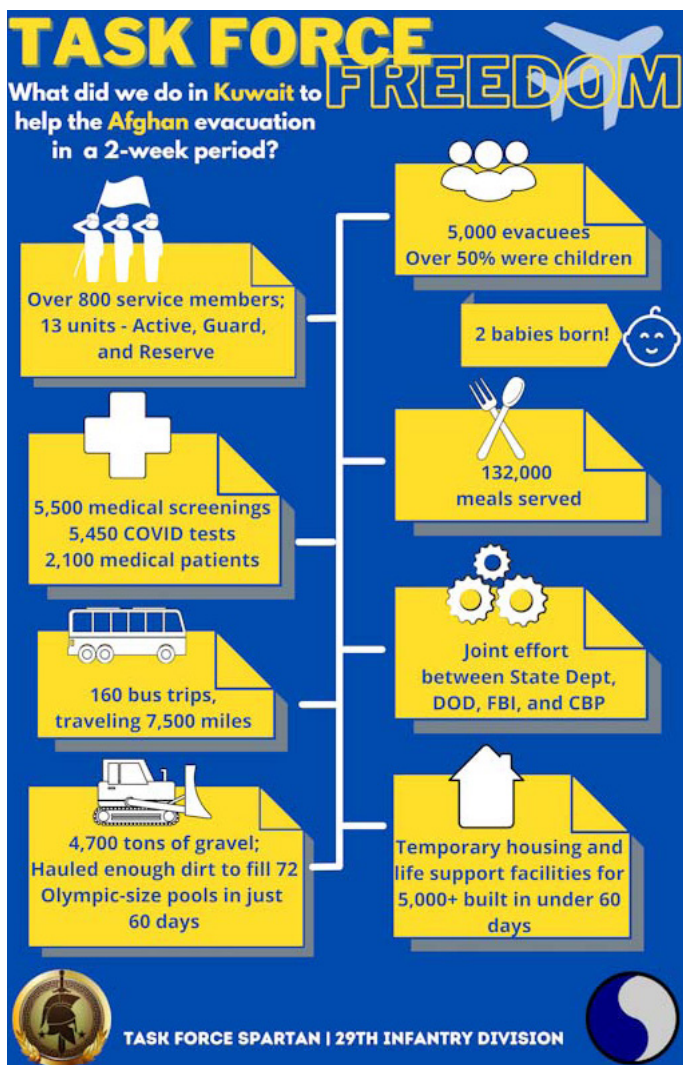 TASK FORCE
FREEDOM
What did we do in Kuwait to
help the Afghan evacuation
in a 2-week period?
5,000 evacuees
Over 50% were children
Over 800 service members;
13 units - Active, Guard,
and Reserve
2 babies born!
132,000
meals served
5,500 medical screenings
5,450 COVID tests
2,100 medical patients
Joint effort
between State Dept,
DOD, FBI, and CBP
160 bus trips,
traveling 7,500 miles
4,700 tons of gravel;
Hauled enough dirt to fill 72
Olympic-size pools in just
60 days
Temporary housing and
life support facilities for
5,000+ built in under 60
days
TASK FORCE SPARTAN | 29TH INFANTRY DIVISION